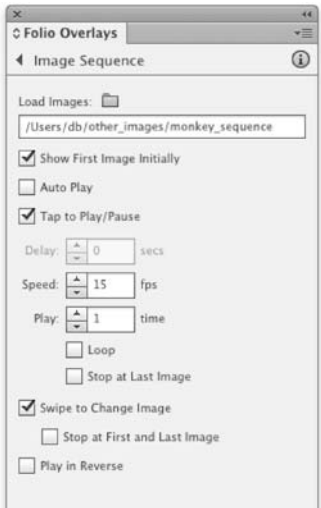 Folio Overlays
Image Sequence
Load Images:
/Users/db/other_images/monkey_sequence
Show First Image Initially
Auto Play
Tap to Play/Pause
Delay: 0 secs
Speed: 15 fps
Play: 1 time
Loop
Stop at Last Image
Swipe to Change Image
Stop at First and Last Image
Play in Reverse